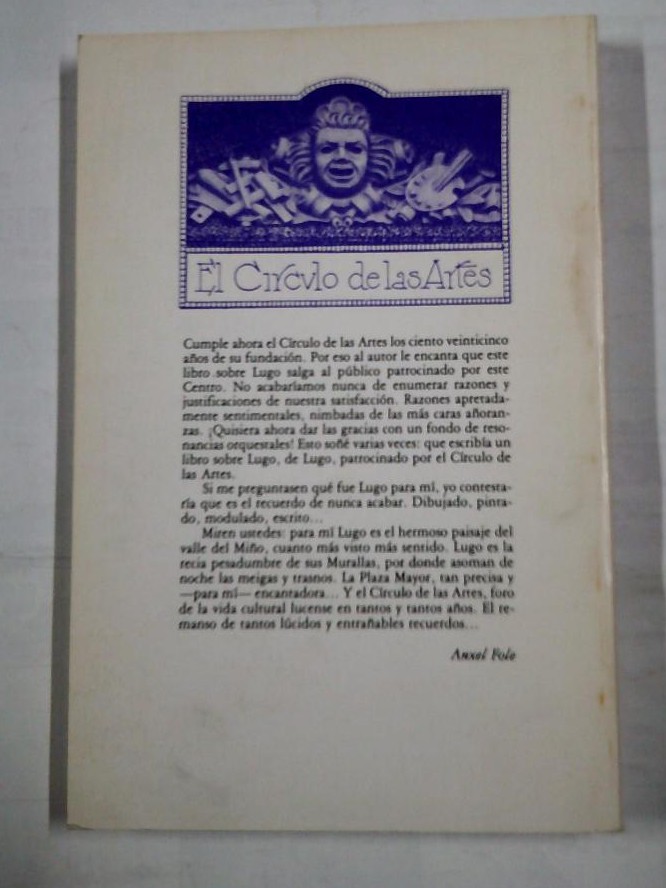 El Circvlo de las Artes
Cumple ahora el Círculo de las Artes los ciento veinticinco
años de su fundación. Por eso al autor le encanta que este
libro sobre Lugo salga al público patrocinado por este
Centro. No acabaríamos nunca de enumerar razones y
justificaciones de nuestra satisfacción. Razones apretada-
mente sentimentales, nimbadas de las más caras añoran-
zas. ¡Quisiera ahora dar las gracias con un fondo de reso-
nancias orquestales! Esto soñé varias veces: que escribía un
libro sobre Lugo, de Lugo, patrocinado por el Círculo de
las Artes.
Si me preguntasen qué fue Lugo para mí, yo contesta-
ría que es el recuerdo de nunca acabar. Dibujado, pinta-
do, modulado, escrito...
Miren ustedes: para mí Lugo es el hermoso paisaje del
valle del Miño, cuanto más visto más sentido. Lugo es la
recia pesadumbre de sus Murallas, por donde asoman de
noche las meigas y trasnos. La Plaza Mayor, tan precisa y
—para mí— encantadora... Y el Círculo de las Artes, foro
de la vida cultural lucense en tantos y tantos años. El re-
manso de tantos lúcidos y entrañables recuerdos...
Anxel Fole